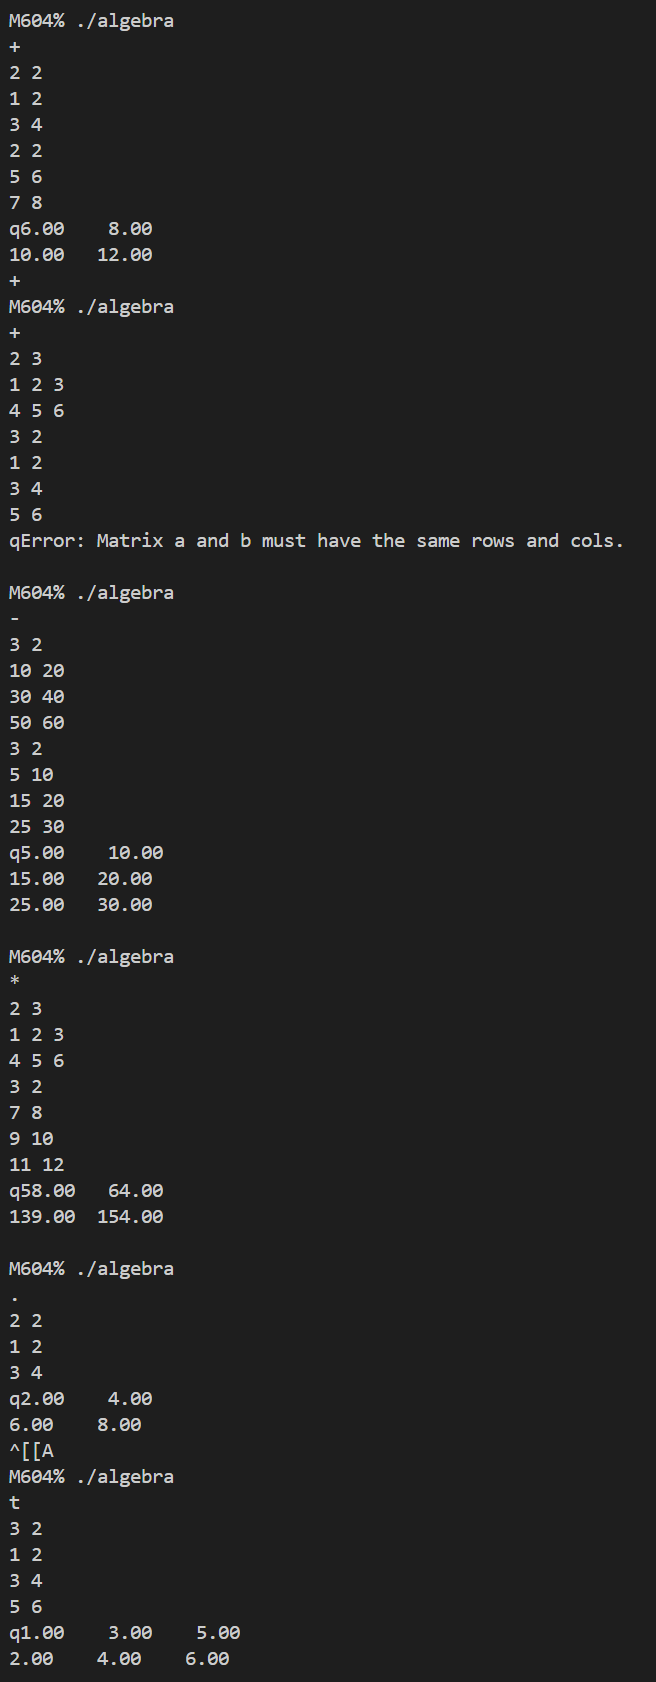 M604% ./algebra
+
2 2
1 2
3 4
2 2
5 6
7 8
q6.00    8.00
10.00   12.00
+
M604% ./algebra
+
2 3
1 2 3
4 5 6
3 2
1 2
3 4
5 6
qError: Matrix a and b must have the same rows and cols.

M604% ./algebra
-
3 2
10 20
30 40
50 60
3 2
5 10
15 20
25 30
q5.00    10.00
15.00   20.00
25.00   30.00

M604% ./algebra
*
2 3
1 2 3
4 5 6
3 2
7 8
9 10
11 12
q58.00   64.00
139.00  154.00

M604% ./algebra
.
2 2
1 2
3 4
q2.00    4.00
6.00    8.00
^[[A
M604% ./algebra
t
3 2
1 2
3 4
5 6
q1.00    3.00    5.00
2.00    4.00    6.00